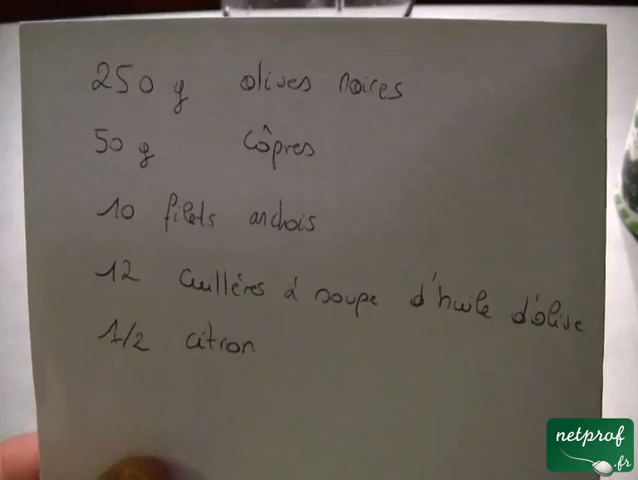 250 g olives noires
50 g câpres
10 filets anchois
12 cuillères à soupe d'huile d'olive
1/2 citron
netprof
.fr